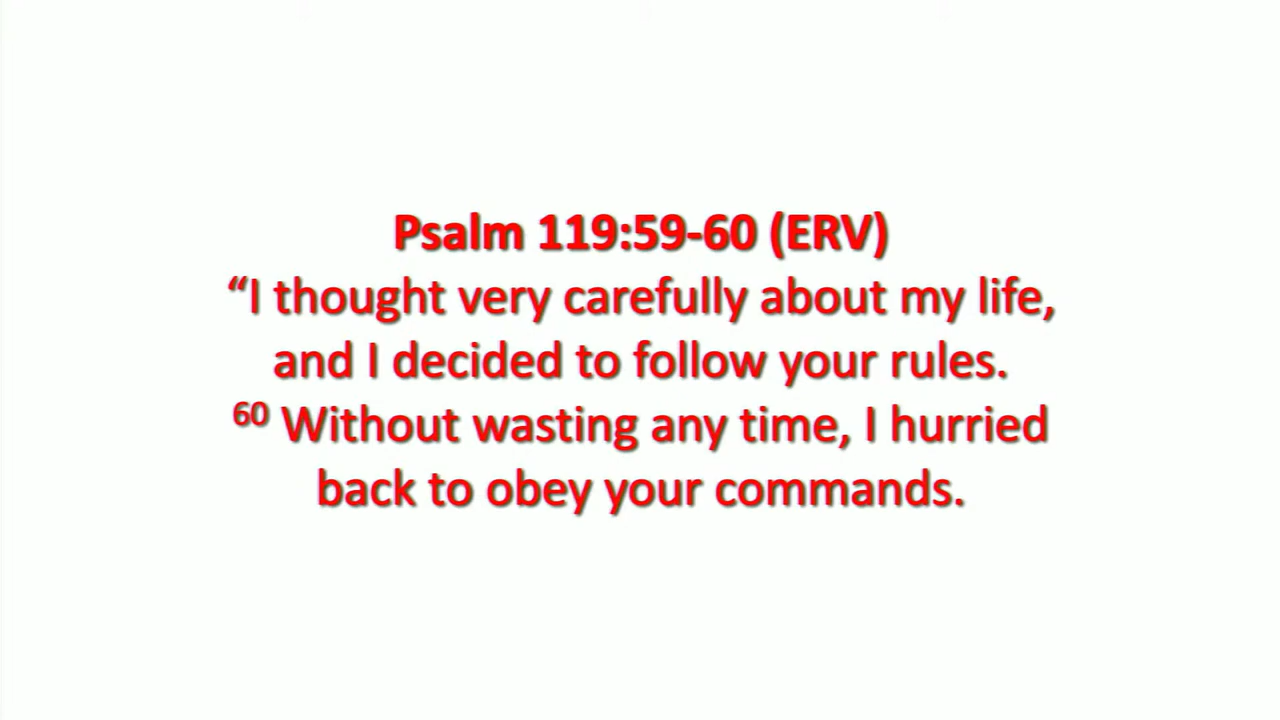 Psalm 119:59-60 (ERV)
“I thought very carefully about my life,
and I decided to follow your rules.
⁶⁰ Without wasting any time, I hurried
back to obey your commands.